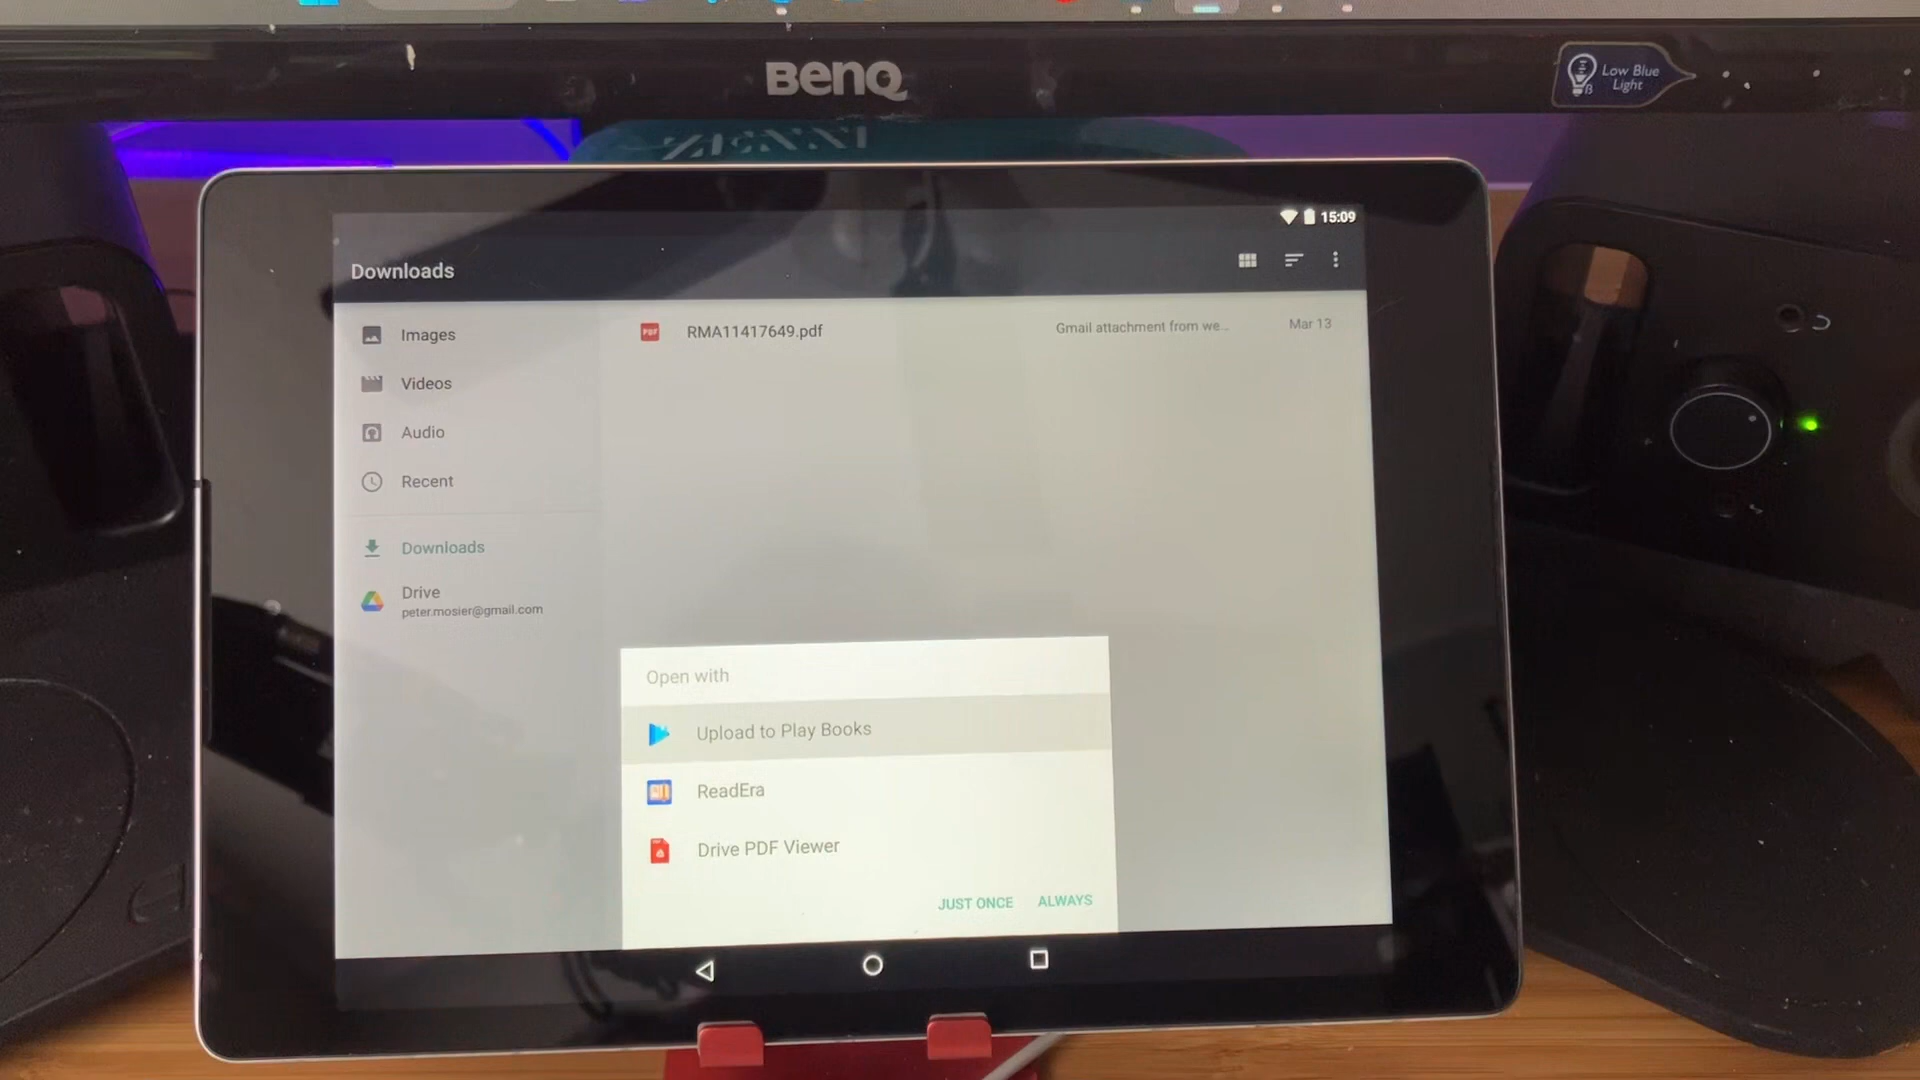 BenQ
Low Blue
Light
15:09
Downloads
Images
Videos
Audio
Recent
Downloads
Drive
peter.mosier@gmail.com
PDF
RMA11417649.pdf
Gmail attachment from we...
Mar 13
Open with
Upload to Play Books
ReadEra
Drive PDF Viewer
JUST ONCE
ALWAYS